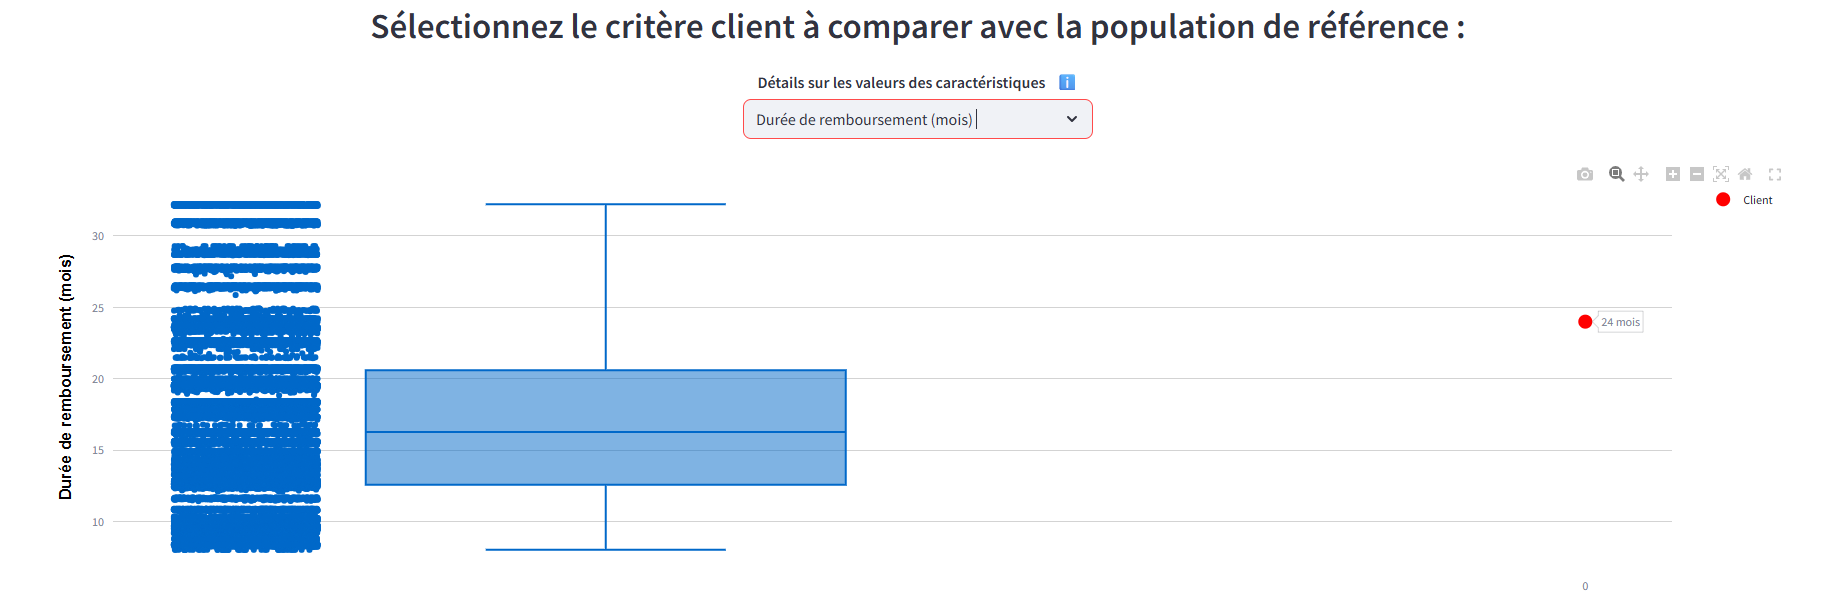 Sélectionnez le critère client à comparer avec la population de référence :
Détails sur les valeurs des caractéristiques i
Durée de remboursement (mois)
Client
Durée de remboursement (mois)
30
25
20
15
10
24 mois
0